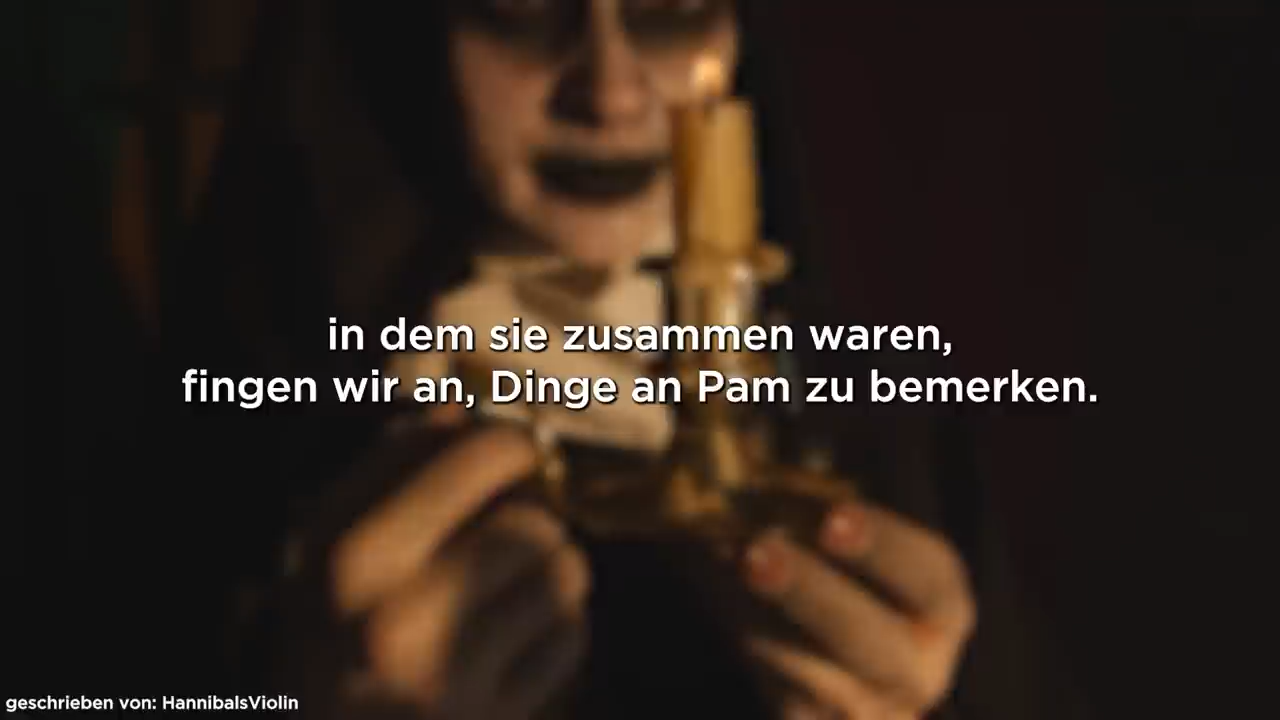 in dem sie zusammen waren,
fingen wir an, Dinge an Pam zu bemerken.
geschrieben von: HannibalsViolin